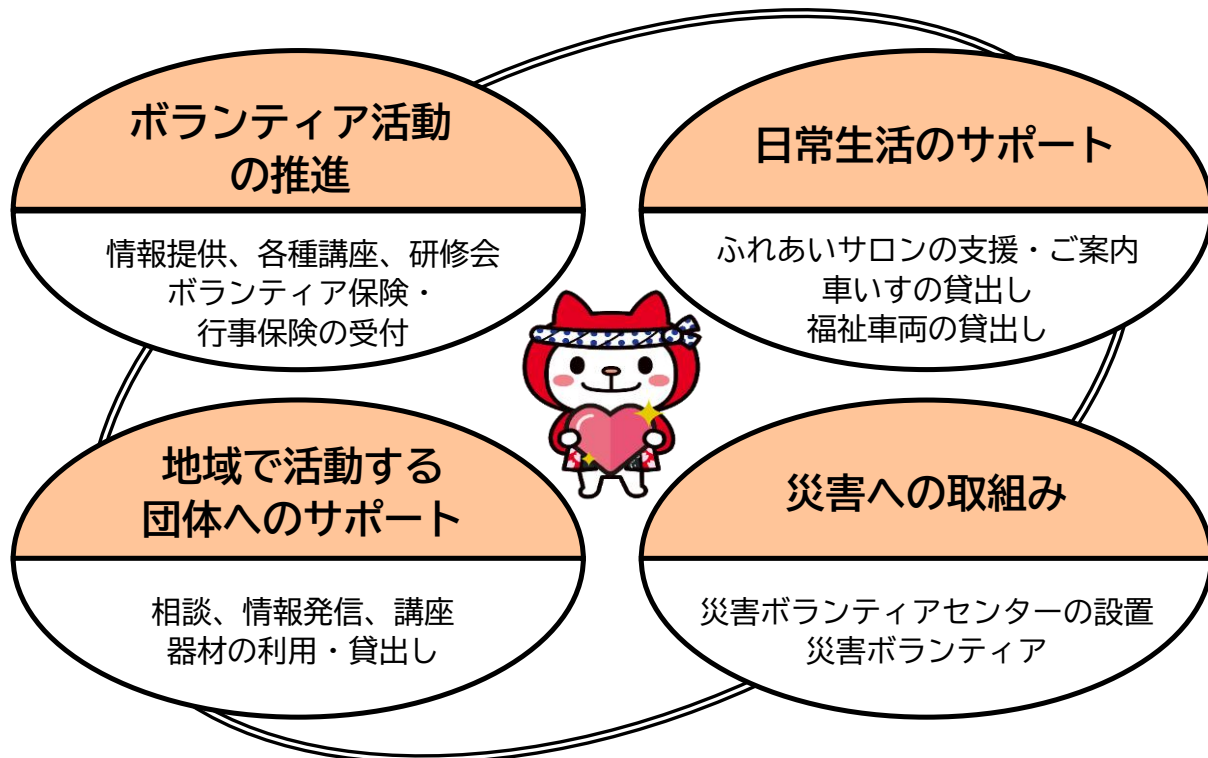 ボランティア活動
の推進
情報提供、各種講座、研修会
ボランティア保険・
行事保険の受付
日常生活のサポート
ふれあいサロンの支援・ご案内
車いすの貸出し
福祉車両の貸出し
地域で活動する
団体へのサポート
相談、情報発信、講座
器材の利用・貸出し
災害への取組み
災害ボランティアセンターの設置
災害ボランティア